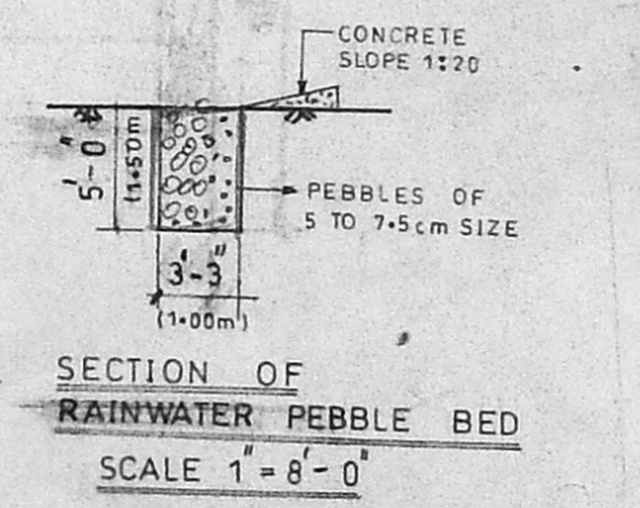 CONCRETE
SLOPE 1:20
5'-0"
(1.50m
PEBBLES OF
5 TO 7.5cm SIZE
3'-3"
(1.00m)
SECTION OF
RAINWATER PEBBLE BED
SCALE 1"=8'-0"